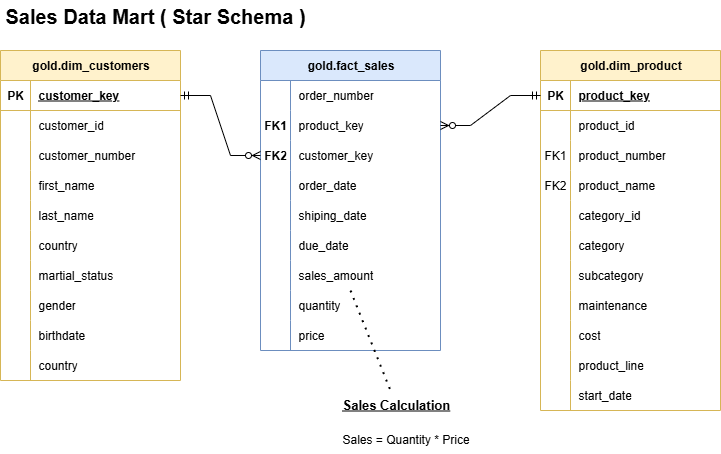 Sales Data Mart ( Star Schema )
gold.dim_customers
PK customer_key
customer_id
customer_number
first_name
last_name
country
martial_status
gender
birthdate
country
gold.fact_sales
order_number
FK1 product_key
FK2 customer_key
order_date
shiping_date
due_date
sales_amount
quantity
price
Sales Calculation
Sales = Quantity * Price
gold.dim_product
PK product_key
product_id
FK1 product_number
FK2 product_name
category_id
category
subcategory
maintenance
cost
product_line
start_date